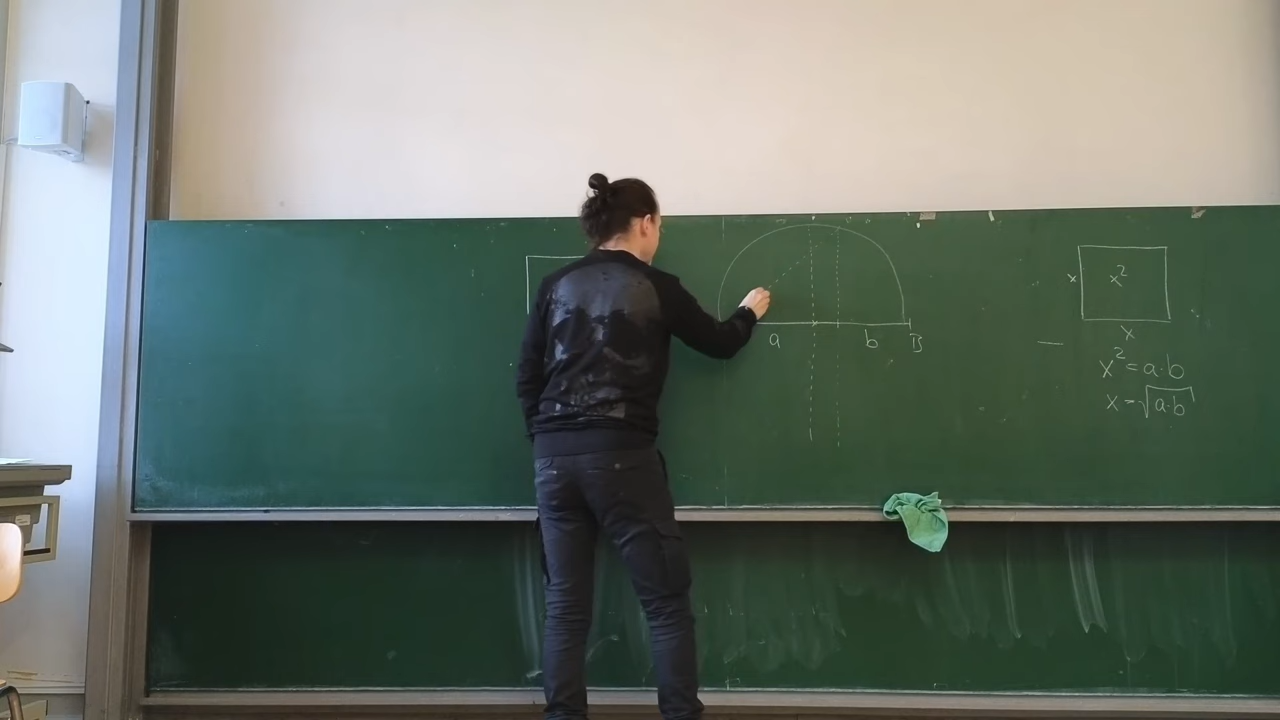 a b B
x x²
x
x² = a·b
x = √a·b